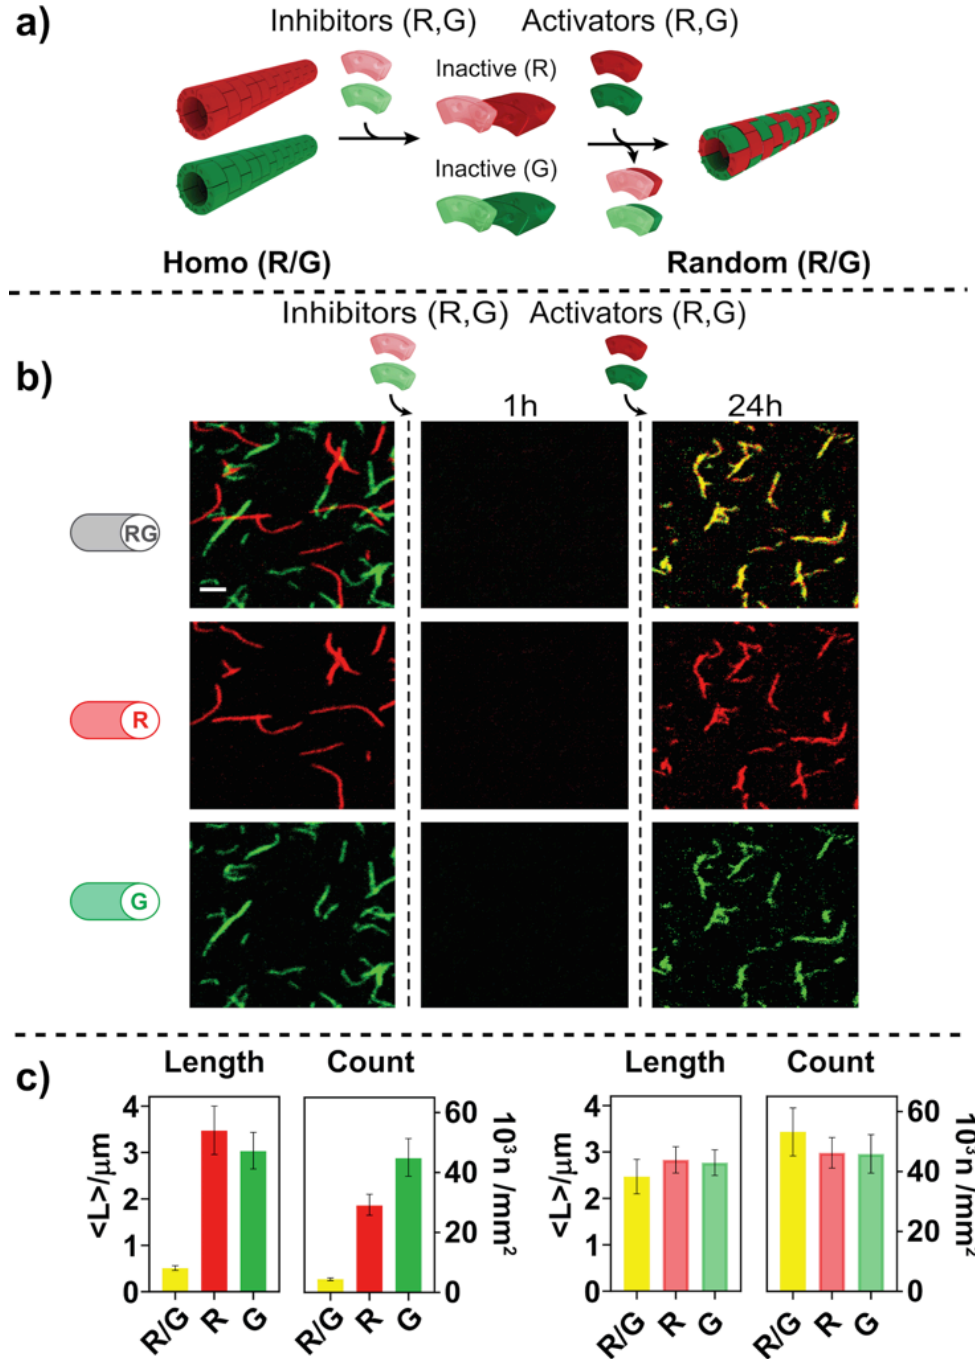 a)
Inhibitors (R,G)
Activators (R,G)
Inactive (R)
Inactive (G)
Homo (R/G)
Random (R/G)
Inhibitors (R,G)
Activators (R,G)
b)
1h
24h
RG
R
G
c)
Length
Count
Length
Count
4
3
2
1
0
<L>/μm
R/G
R
G
60
40
20
0
10³n /mm²
R/G
R
G
4
3
2
1
0
<L>/μm
R/G
R
G
60
40
20
0
10³n /mm²
R/G
R
G